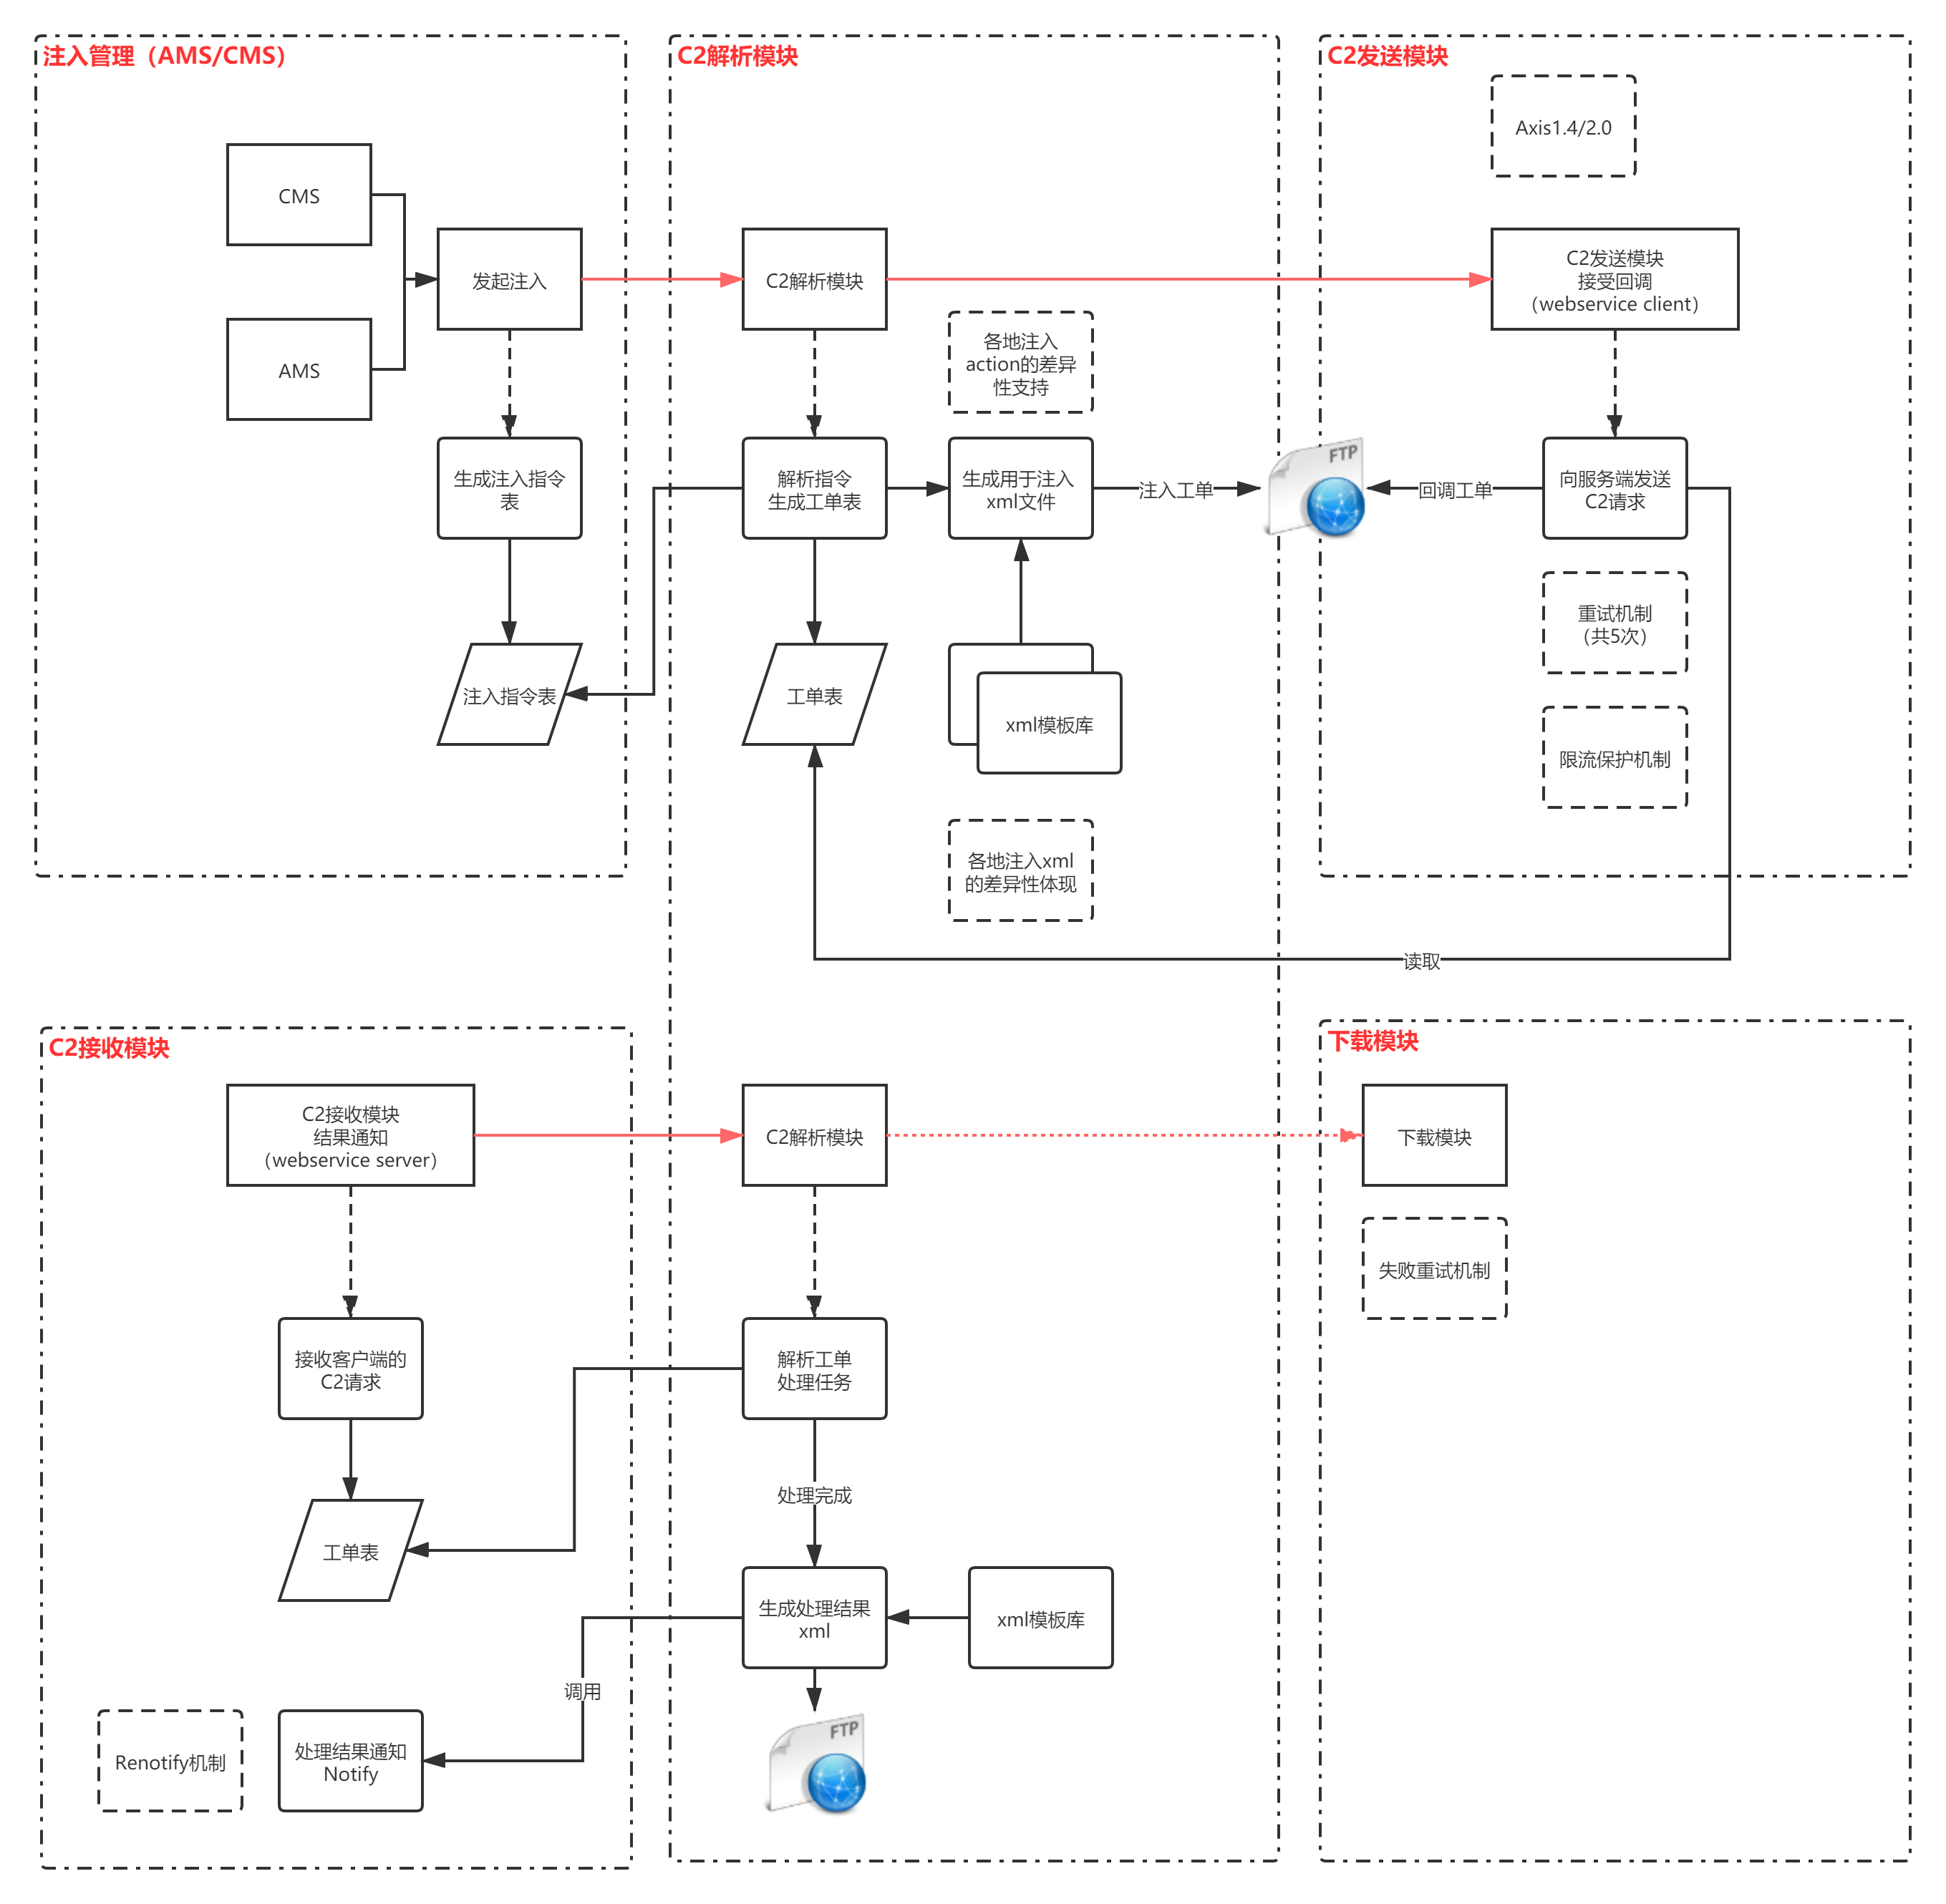 注入管理（AMS/CMS）
CMS
AMS
发起注入
生成注入指令
表
注入指令表
C2解析模块
C2解析模块
各地注入
action的差异
性支持
解析指令
生成工单表
生成用于注入
xml文件
注入工单
工单表
xml模板库
各地注入xml
的差异性体现
FTP
C2发送模块
Axis1.4/2.0
C2发送模块
接受回调
（webservice client）
回调工单
向服务端发送
C2请求
重试机制
（共5次）
限流保护机制
读取
C2接收模块
C2接收模块
结果通知
（webservice server）
接收客户端的
C2请求
工单表
Renotify机制
处理结果通知
Notify
调用
C2解析模块
解析工单
处理任务
处理完成
生成处理结果
xml
xml模板库
FTP
下载模块
下载模块
失败重试机制